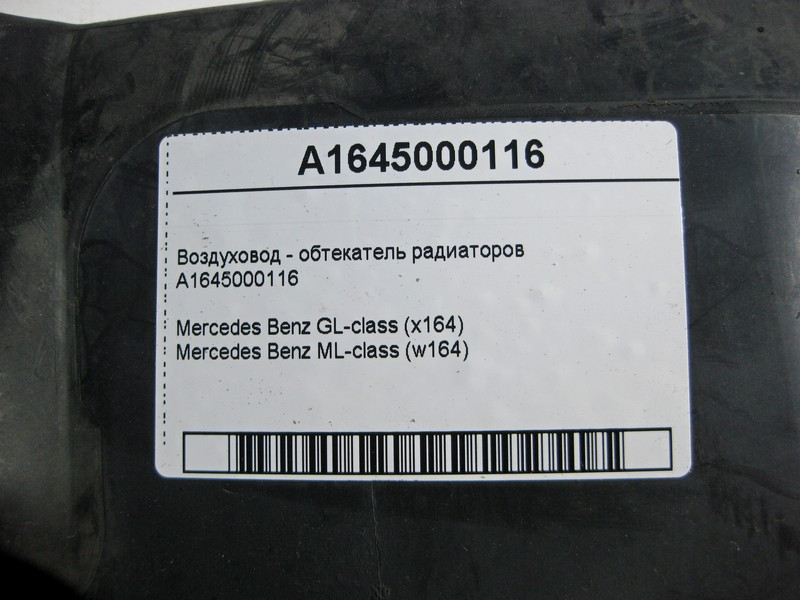 A1645000116
Воздуховод - обтекатель радиаторов
A1645000116
Mercedes Benz GL-class (x164)
Mercedes Benz ML-class (w164)